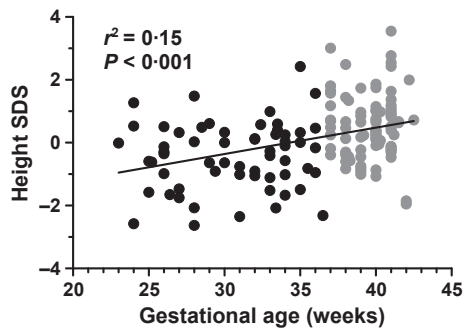 r² = 0·15
P < 0·001
Height SDS
4
2
0
−2
−4
20
25
30
35
40
45
Gestational age (weeks)